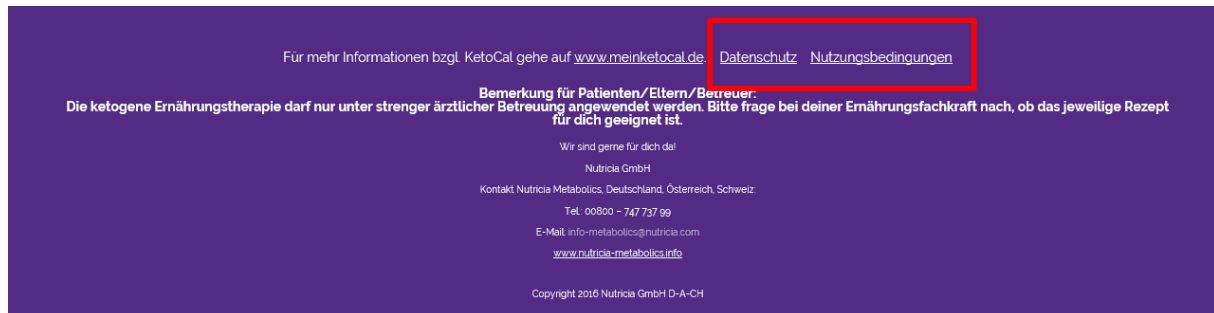 Für mehr Informationen bzgl. KetoCal gehe auf www.meinketocal.de. Datenschutz Nutzungsbedingungen
Bemerkung für Patienten/Eltern/Betreuer:
Die ketogene Ernährungstherapie darf nur unter strenger ärztlicher Betreuung angewendet werden. Bitte frage bei deiner Ernährungsfachkraft nach, ob das jeweilige Rezept
für dich geeignet ist.
Wir sind gerne für dich da!
Nutricia GmbH
Kontakt Nutricia Metabolics, Deutschland, Österreich, Schweiz:
Tel.: 00800 – 747 737 99
E-Mail: info-metabolics@nutricia.com
www.nutricia-metabolics.info
Copyright 2016 Nutricia GmbH D-A-CH